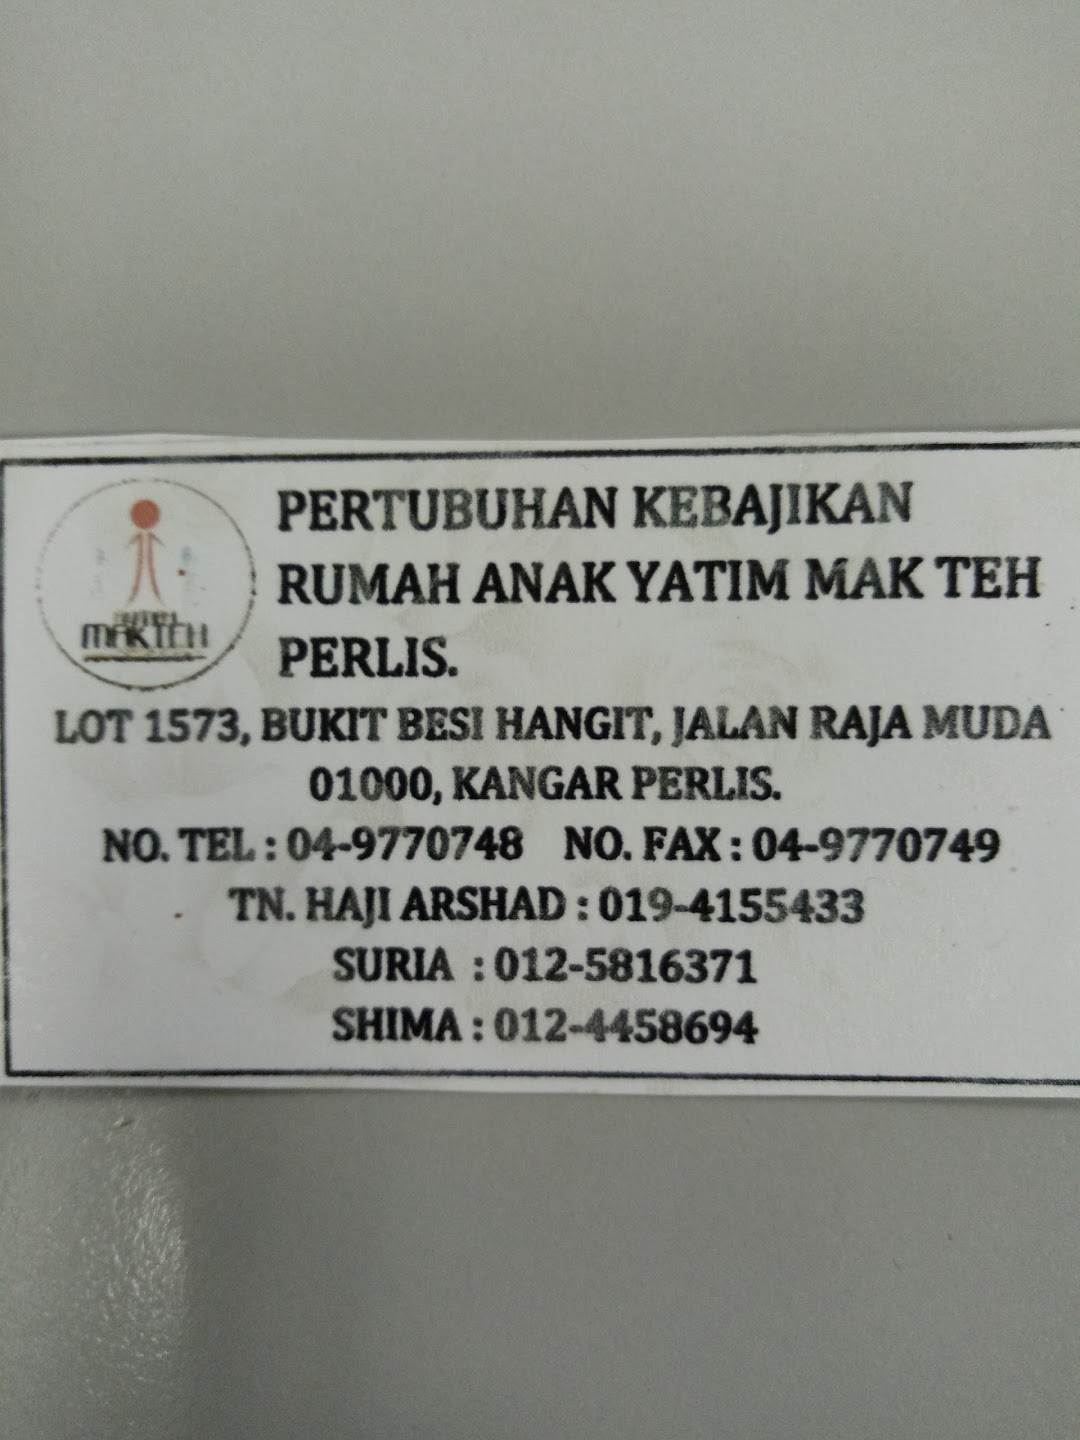 MAKTEH
PERTUBUHAN KEBAJIKAN
RUMAH ANAK YATIM MAK TEH
PERLIS.
LOT 1573, BUKIT BESI HANGIT, JALAN RAJA MUDA
01000, KANGAR PERLIS.
NO. TEL : 04-9770748 NO. FAX : 04-9770749
TN. HAJI ARSHAD : 019-4155433
SURIA : 012-5816371
SHIMA : 012-4458694